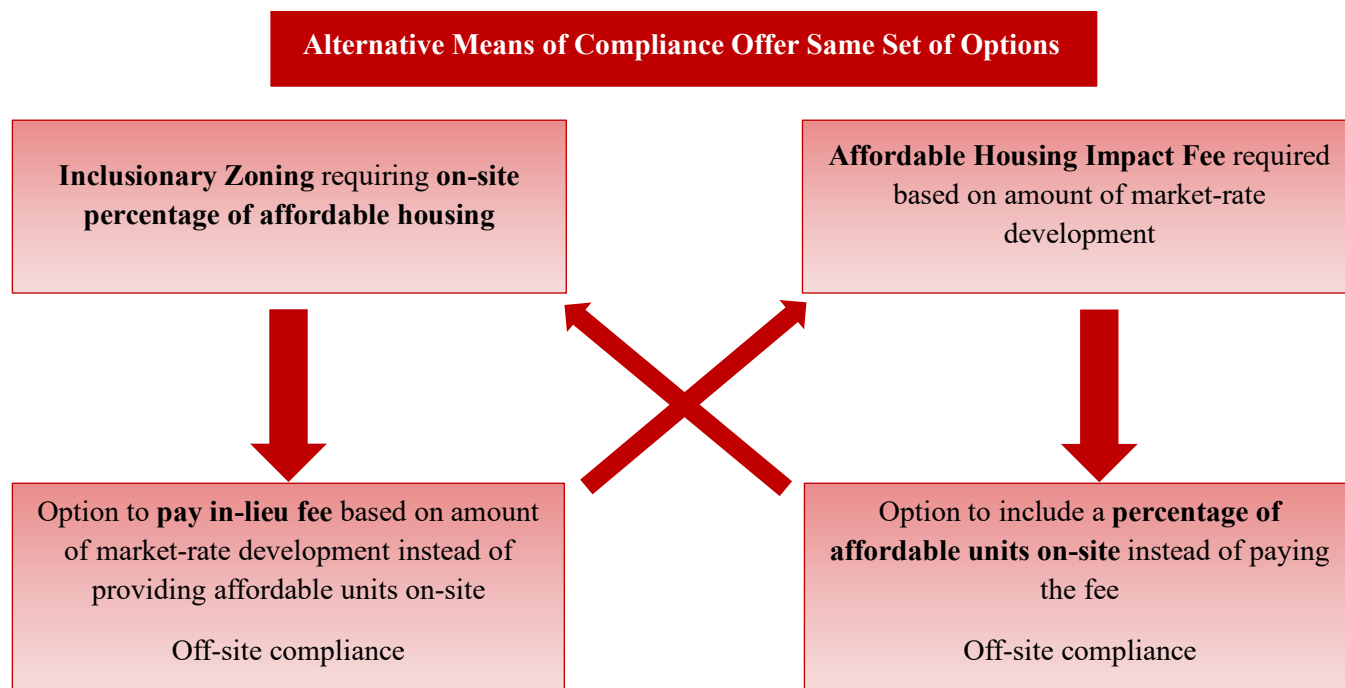 Alternative Means of Compliance Offer Same Set of Options
Inclusionary Zoning requiring on-site
percentage of affordable housing
Affordable Housing Impact Fee required
based on amount of market-rate
development
Option to pay in-lieu fee based on amount
of market-rate development instead of
providing affordable units on-site
Off-site compliance
Option to include a percentage of
affordable units on-site instead of paying
the fee
Off-site compliance